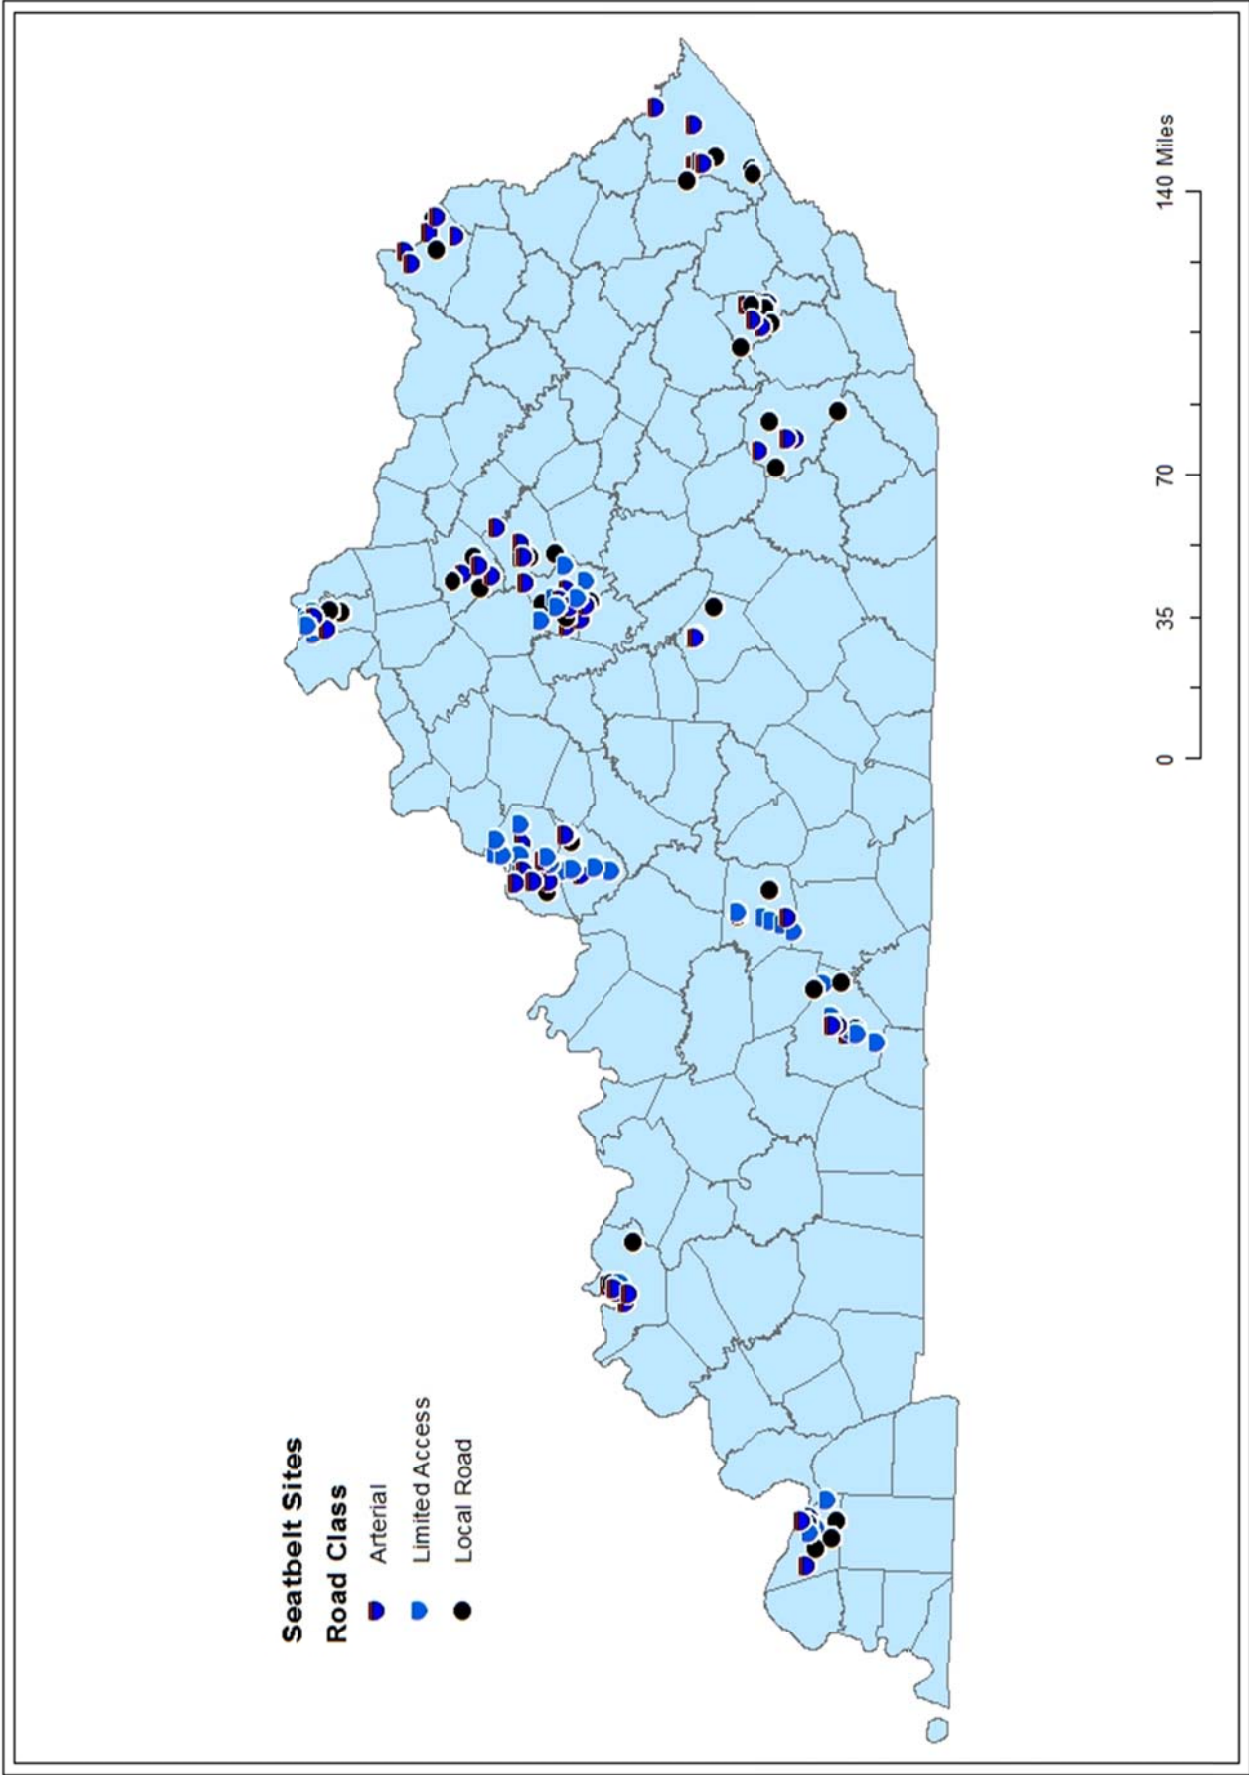 Seatbelt Sites
Road Class
Arterial
Limited Access
Local Road
0 35 70 140 Miles